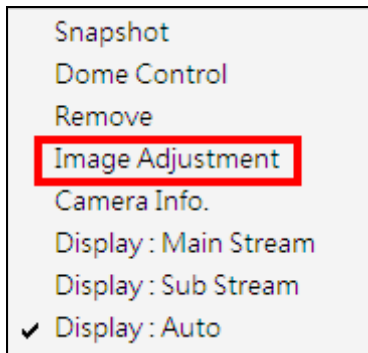 Snapshot
Dome Control
Remove
Image Adjustment
Camera Info.
Display : Main Stream
Display : Sub Stream
Display : Auto